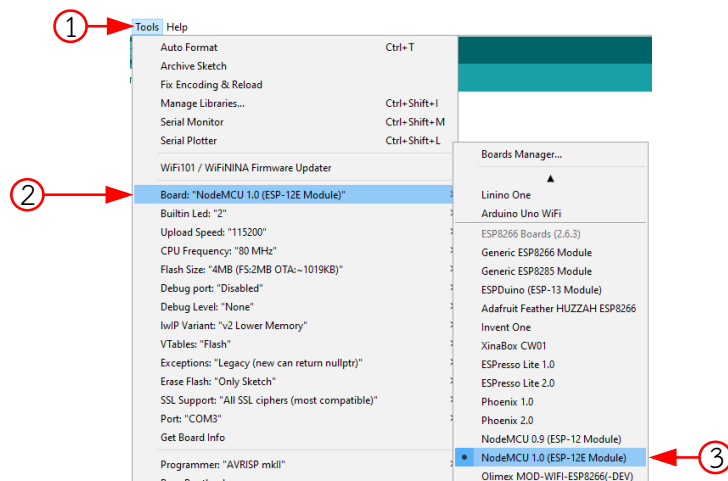 1
Tools Help
Auto Format Ctrl+T
Archive Sketch
Fix Encoding & Reload
Manage Libraries... Ctrl+Shift+I
Serial Monitor Ctrl+Shift+M
Serial Plotter Ctrl+Shift+L
WiFi101 / WiFiNINA Firmware Updater
2
Board: "NodeMCU 1.0 (ESP-12E Module)"
Builtin Led: "2"
Upload Speed: "115200"
CPU Frequency: "80 MHz"
Flash Size: "4MB (FS:2MB OTA:~1019KB)"
Debug port: "Disabled"
Debug Level: "None"
lwIP Variant: "v2 Lower Memory"
VTables: "Flash"
Exceptions: "Legacy (new can return nullptr)"
Erase Flash: "Only Sketch"
SSL Support: "All SSL ciphers (most compatible)"
Port: "COM3"
Get Board Info
Programmer: "AVRISP mkII"
Boards Manager...
Linino One
Arduino Uno WiFi
ESP8266 Boards (2.6.3)
Generic ESP8266 Module
Generic ESP8285 Module
ESPDuino (ESP-13 Module)
Adafruit Feather HUZZAH ESP8266
Invent One
XinaBox CW01
ESPresso Lite 1.0
ESPresso Lite 2.0
Phoenix 1.0
Phoenix 2.0
NodeMCU 0.9 (ESP-12 Module)
NodeMCU 1.0 (ESP-12E Module)
3
Olimex MOD-WIFI-ESP8266(-DEV)